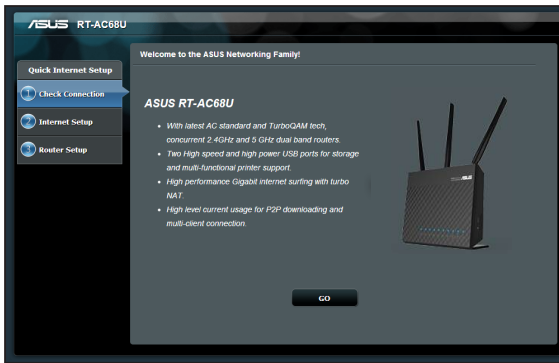 ASUS RT-AC68U
Welcome to the ASUS Networking Family!
Quick Internet Setup
1 Check Connection
2 Internet Setup
3 Router Setup
ASUS RT-AC68U
• With latest AC standard and TurboQAM tech,
concurrent 2.4GHz and 5 GHz dual band routers.
• Two High speed and high power USB ports for storage
and multi-functional printer support.
• High performance Gigabit internet surfing with turbo
NAT.
• High level current usage for P2P downloading and
multi-client connection.
GO